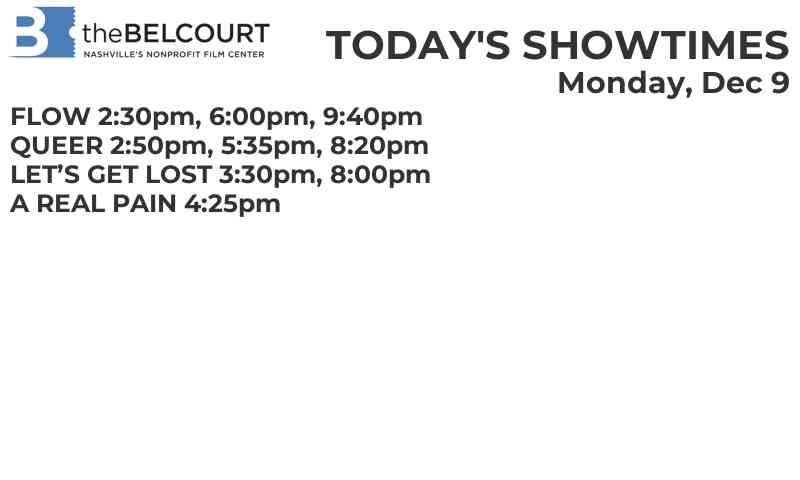 B theBELCOURT
NASHVILLE'S NONPROFIT FILM CENTER
TODAY'S SHOWTIMES
Monday, Dec 9
FLOW 2:30pm, 6:00pm, 9:40pm
QUEER 2:50pm, 5:35pm, 8:20pm
LET’S GET LOST 3:30pm, 8:00pm
A REAL PAIN 4:25pm